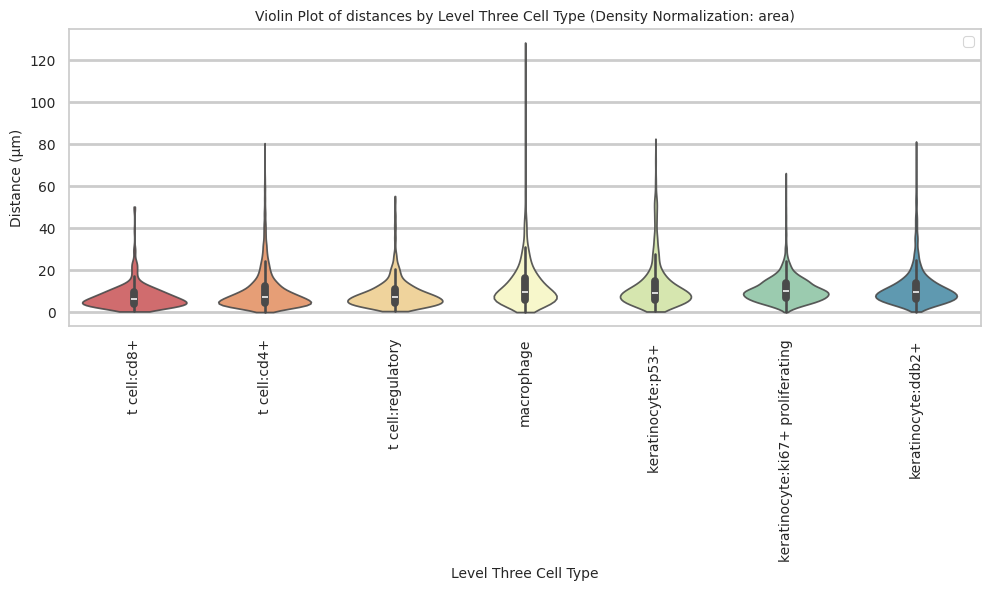 Violin Plot of distances by Level Three Cell Type (Density Normalization: area)
Distance (μm)
120
100
80
60
40
20
0
t cell:cd8+
t cell:cd4+
t cell:regulatory
macrophage
keratinocyte:p53+
keratinocyte:ki67+ proliferating
keratinocyte:ddb2+
Level Three Cell Type